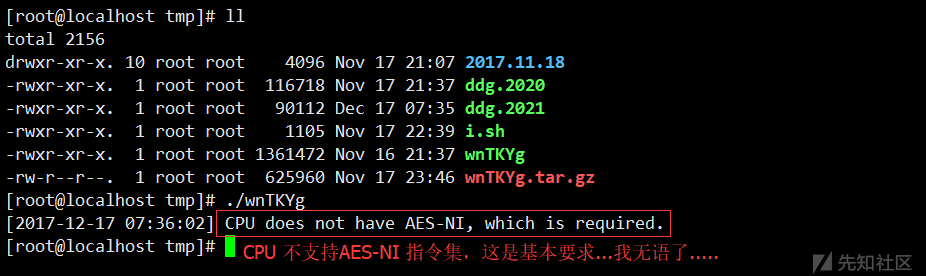 [root@localhost tmp]# ll
total 2156
drwxr-xr-x. 10 root root    4096 Nov 17 21:07 2017.11.18
-rwxr-xr-x.  1 root root  116718 Nov 17 21:37 ddg.2020
-rwxr-xr-x.  1 root root   90112 Dec 17 07:35 ddg.2021
-rwxr-xr-x.  1 root root    1105 Nov 17 22:39 i.sh
-rwxr-xr-x.  1 root root 1361472 Nov 16 21:37 wnTKYg
-rw-r--r--.  1 root root  625960 Nov 17 23:46 wnTKYg.tar.gz
[root@localhost tmp]# ./wnTKYg
[2017-12-17 07:36:02] CPU does not have AES-NI, which is required.
[root@localhost tmp]# CPU 不支持AES-NI 指令集，这是基本要求...我无语了.....
先知社区